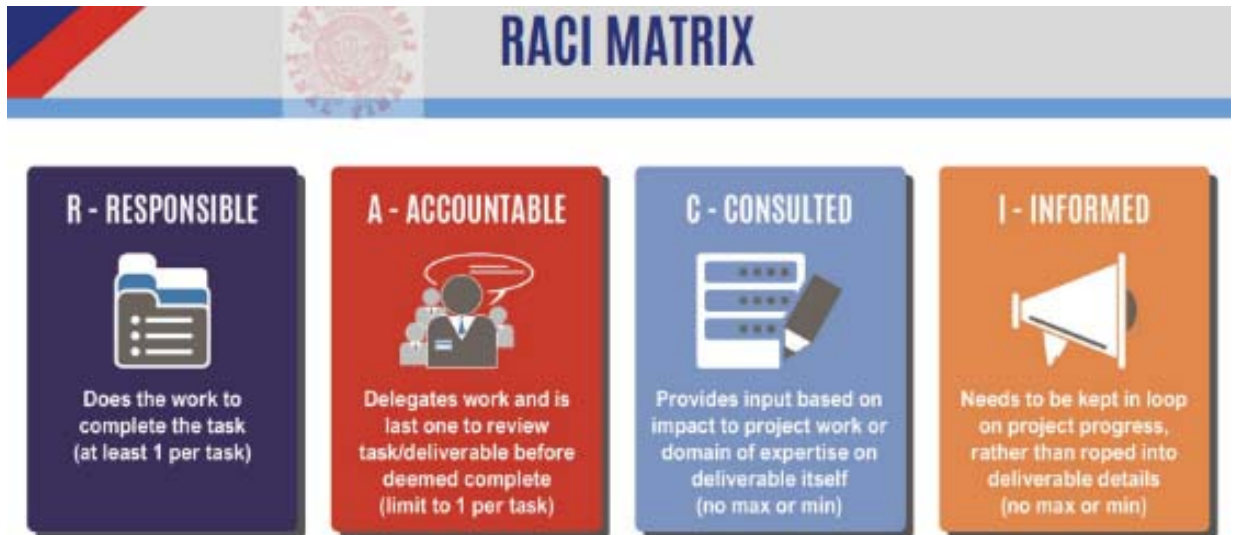 RACI MATRIX
R - RESPONSIBLE
Does the work to
complete the task
(at least 1 per task)
A - ACCOUNTABLE
Delegates work and is
last one to review
task/deliverable before
deemed complete
(limit to 1 per task)
C - CONSULTED
Provides input based on
impact to project work or
domain of expertise on
deliverable itself
(no max or min)
I - INFORMED
Needs to be kept in loop
on project progress,
rather than roped into
deliverable details
(no max or min)